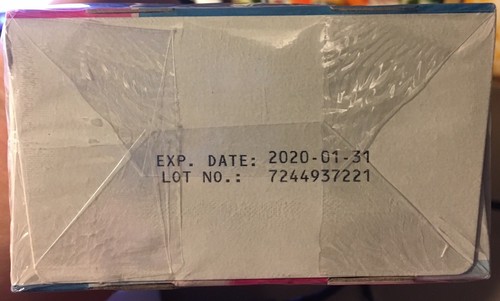 EXP. DATE: 2020-01-31
LOT NO.: 7244937221